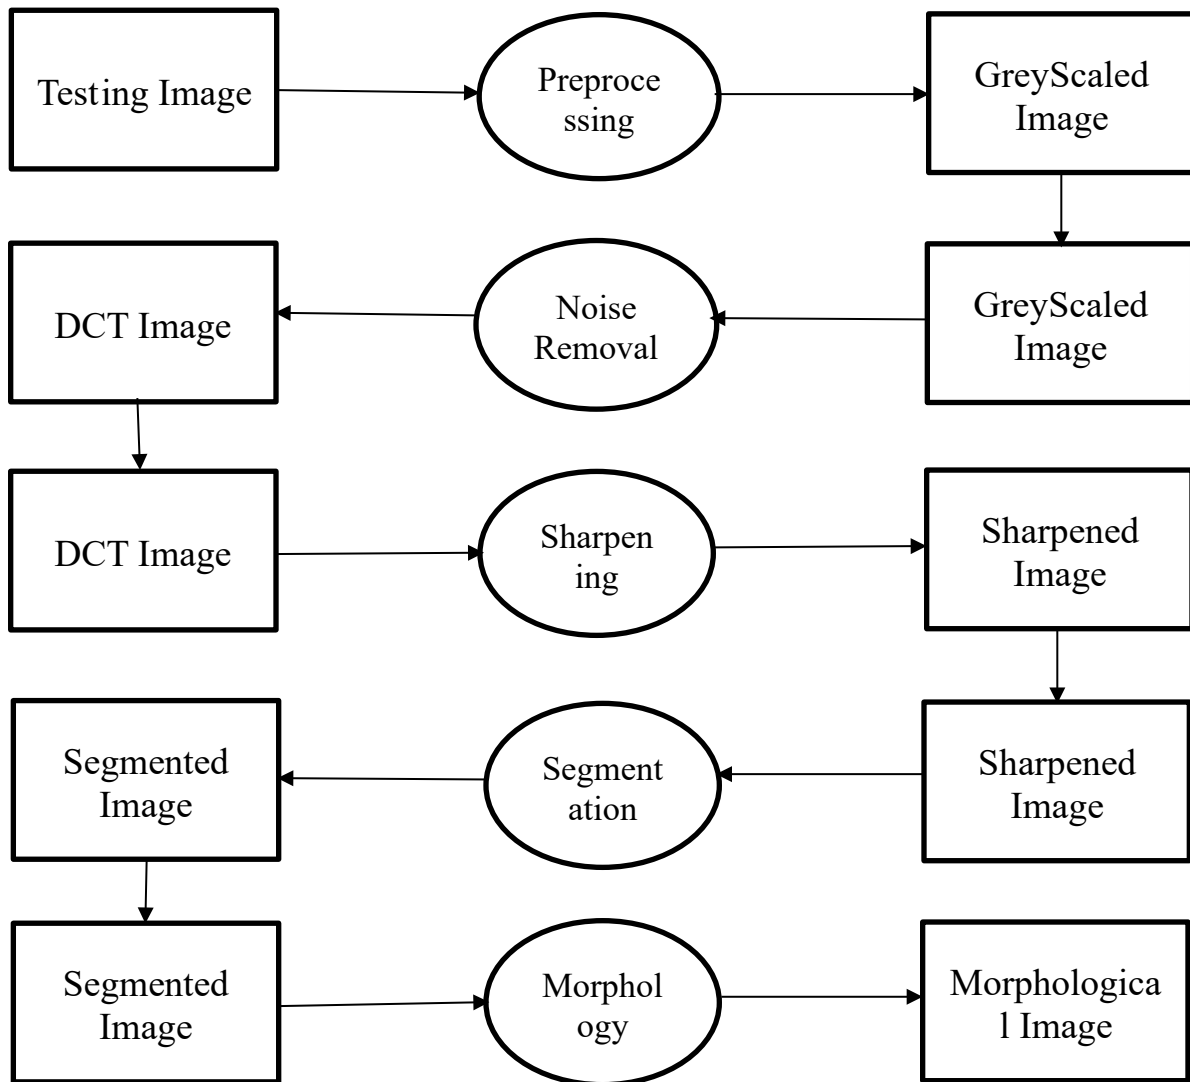 Testing Image
Preproce
ssing
GreyScaled
Image
DCT Image
Noise
Removal
GreyScaled
Image
DCT Image
Sharpen
ing
Sharpened
Image
Segmented
Image
Segment
ation
Sharpened
Image
Segmented
Image
Morphol
ogy
Morphologica
l Image